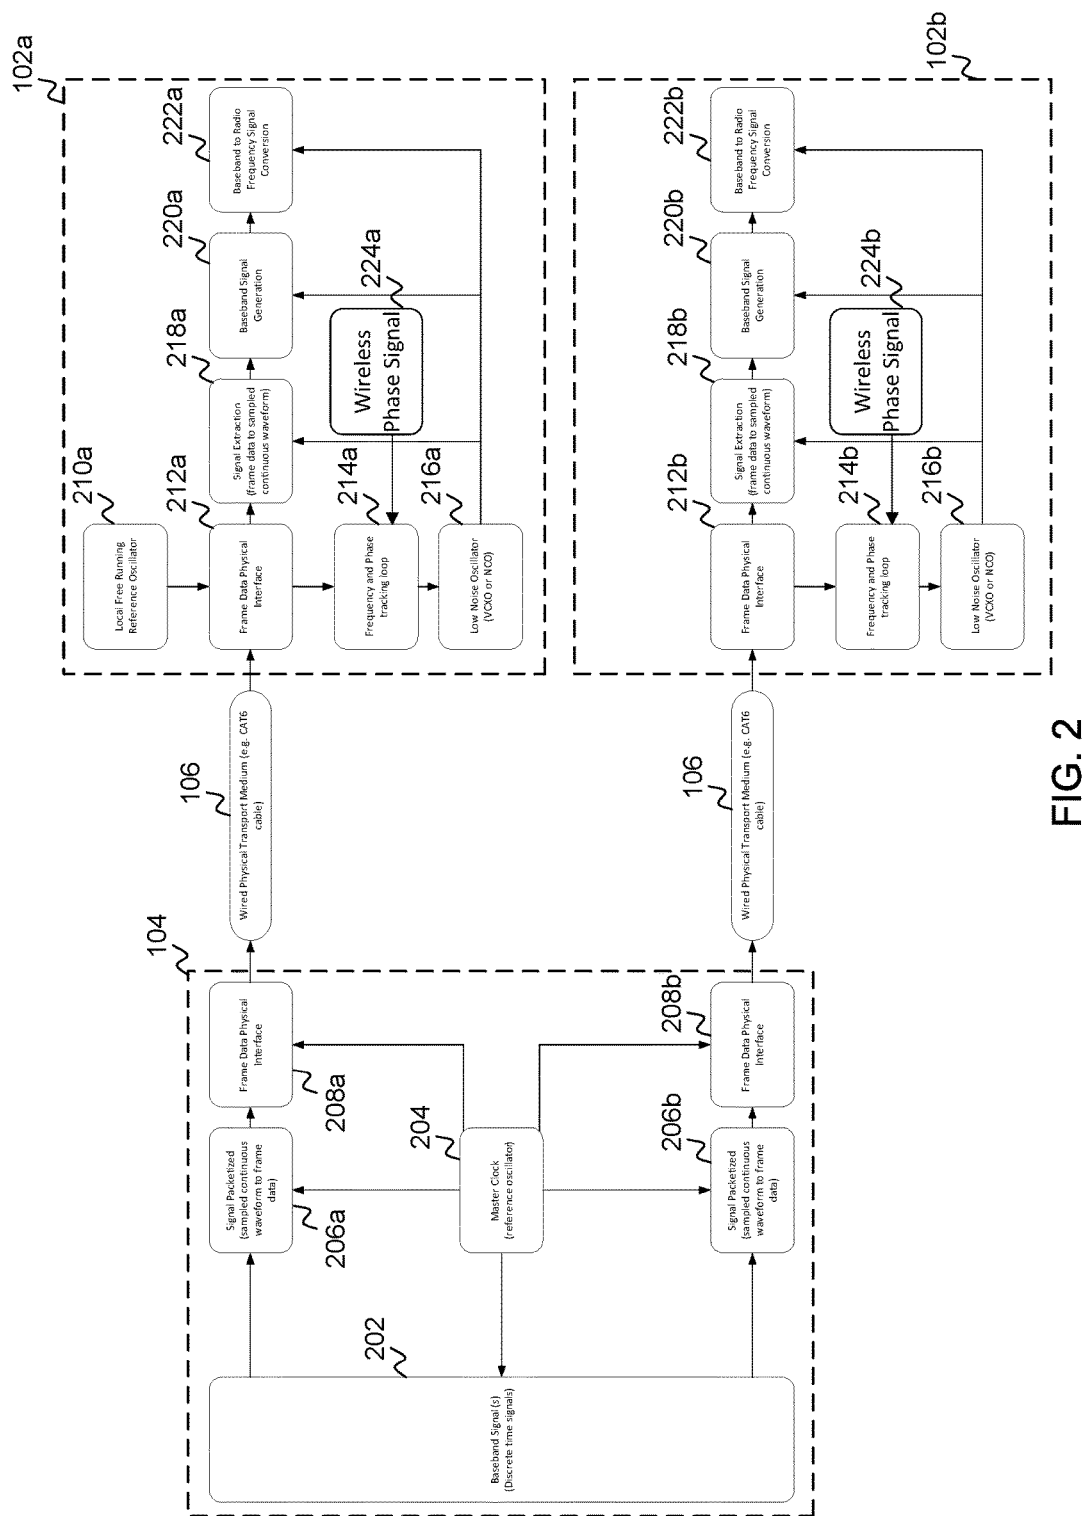 102a
210a
Local Free Running
Reference Oscillator
212a
Frame Data Physical
Interface
218a
Signal Extraction
(frame data to sampled
continuous waveform)
220a
Baseband Signal
Generation
222a
Baseband to Radio
Frequency Signal
Conversion
214a
Frequency and Phase
tracking loop
224a
Wireless
Phase Signal
216a
Low Noise Oscillator
(VCXO or NCO)
106
Wired Physical Transport Medium (e.g. CAT6
cable)
104
202
Baseband Signal (s)
(Discrete time signals)
204
Master Clock
(reference oscillator)
206a
Signal Packetized
(sampled continuous
waveform to frame
data)
208a
Frame Data Physical
Interface
206b
Signal Packetized
(sampled continuous
waveform to frame
data)
208b
Frame Data Physical
Interface
106
Wired Physical Transport Medium (e.g. CAT6
cable)
102b
212b
Frame Data Physical
Interface
218b
Signal Extraction
(frame data to sampled
continuous waveform)
220b
Baseband Signal
Generation
222b
Baseband to Radio
Frequency Signal
Conversion
214b
Frequency and Phase
tracking loop
224b
Wireless
Phase Signal
216b
Low Noise Oscillator
(VCXO or NCO)
FIG. 2